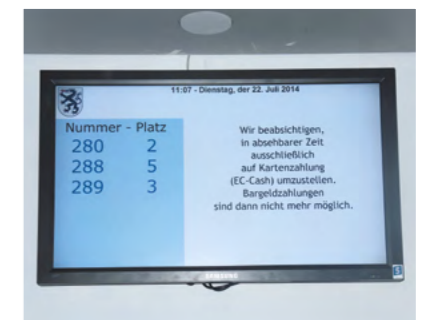 11:07 - Dienstag, der 22. Juli 2014
Nummer - Platz
280 2
288 5
289 3
Wir beabsichtigen,
in absehbarer Zeit
ausschließlich
auf Kartenzahlung
(EC-Cash) umzustellen.
Bargeldzahlungen
sind dann nicht mehr möglich.
SAMSUNG